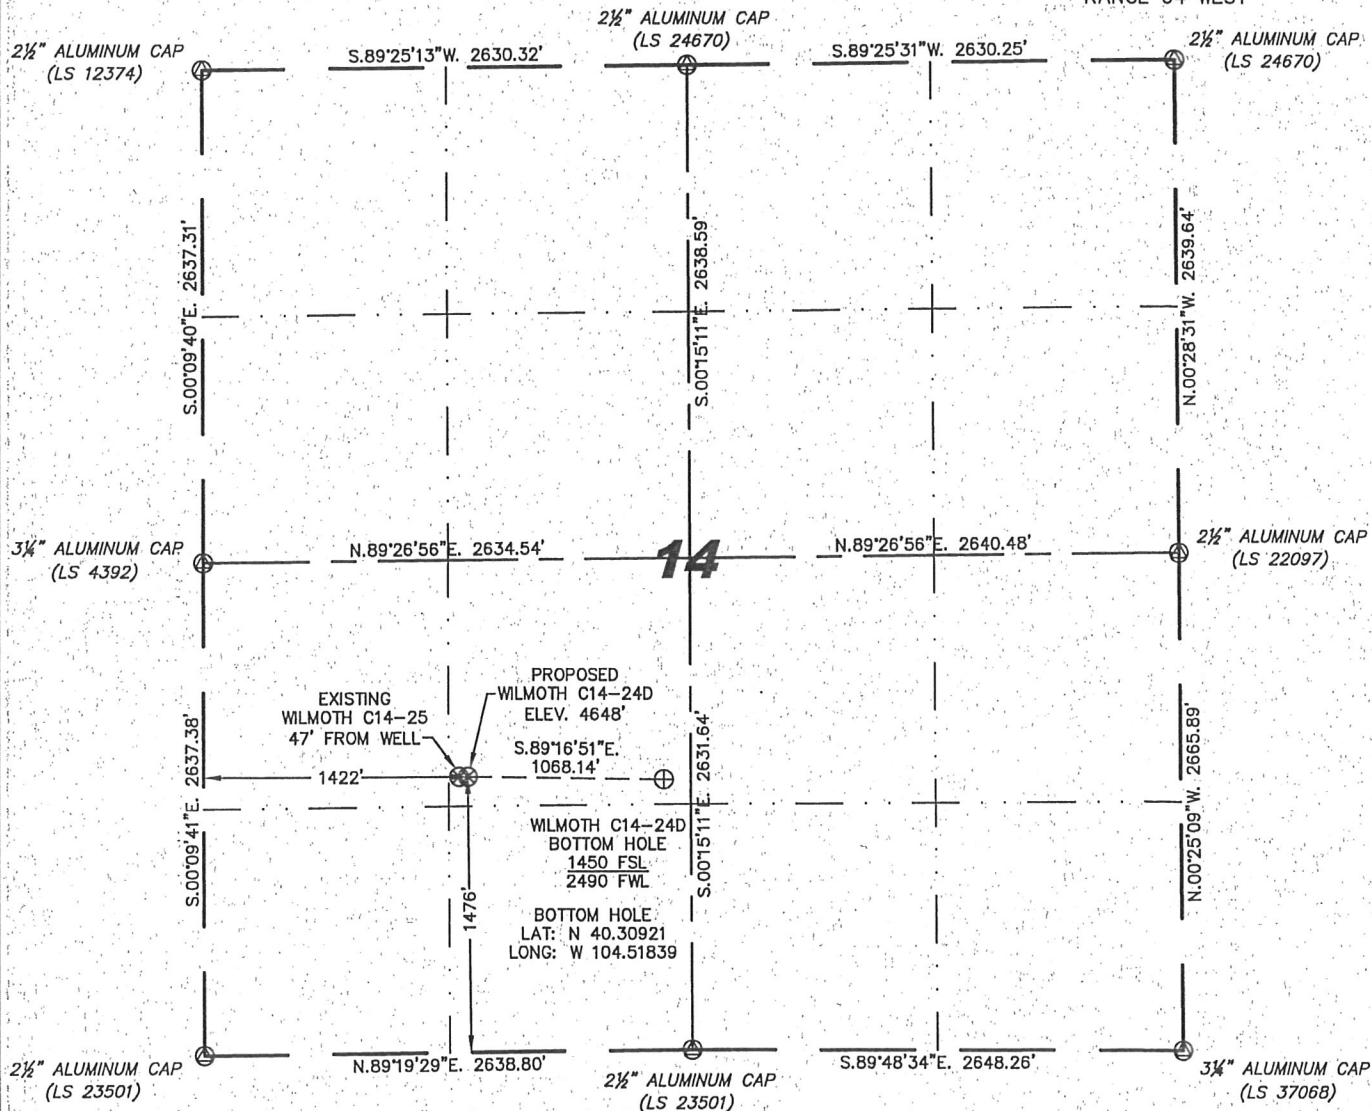 RANGE 64 WEST
2½" ALUMINUM CAP
(LS 24670)
2½" ALUMINUM CAP
(LS 12374)
S.89°25'13"W. 2630.32'
S.89°25'31"W. 2630.25'
2½" ALUMINUM CAP
(LS 24670)
S.00°09'40"E. 2637.31'
S.00°15'11"E. 2638.59'
N.00°28'31"W. 2639.64'
3¼" ALUMINUM CAP
(LS 4392)
N.89°26'56"E. 2634.54'
14
N.89°26'56"E. 2640.48'
2½" ALUMINUM CAP
(LS 22097)
EXISTING
WILMOTH C14-25
47' FROM WELL
PROPOSED
WILMOTH C14-24D
ELEV. 4648'
S.89°16'51"E.
1068.14'
1422'
1476'
S.00°09'41"E. 2637.38'
S.00°15'11"E. 2631.64'
N.00°25'09"W. 2665.89'
WILMOTH C14-24D
BOTTOM HOLE
1450 FSL
2490 FWL
BOTTOM HOLE
LAT: N 40.30921
LONG: W 104.51839
2½" ALUMINUM CAP
(LS 23501)
N.89°19'29"E. 2638.80'
2½" ALUMINUM CAP
(LS 23501)
S.89°48'34"E. 2648.26'
3¼" ALUMINUM CAP
(LS 37068)